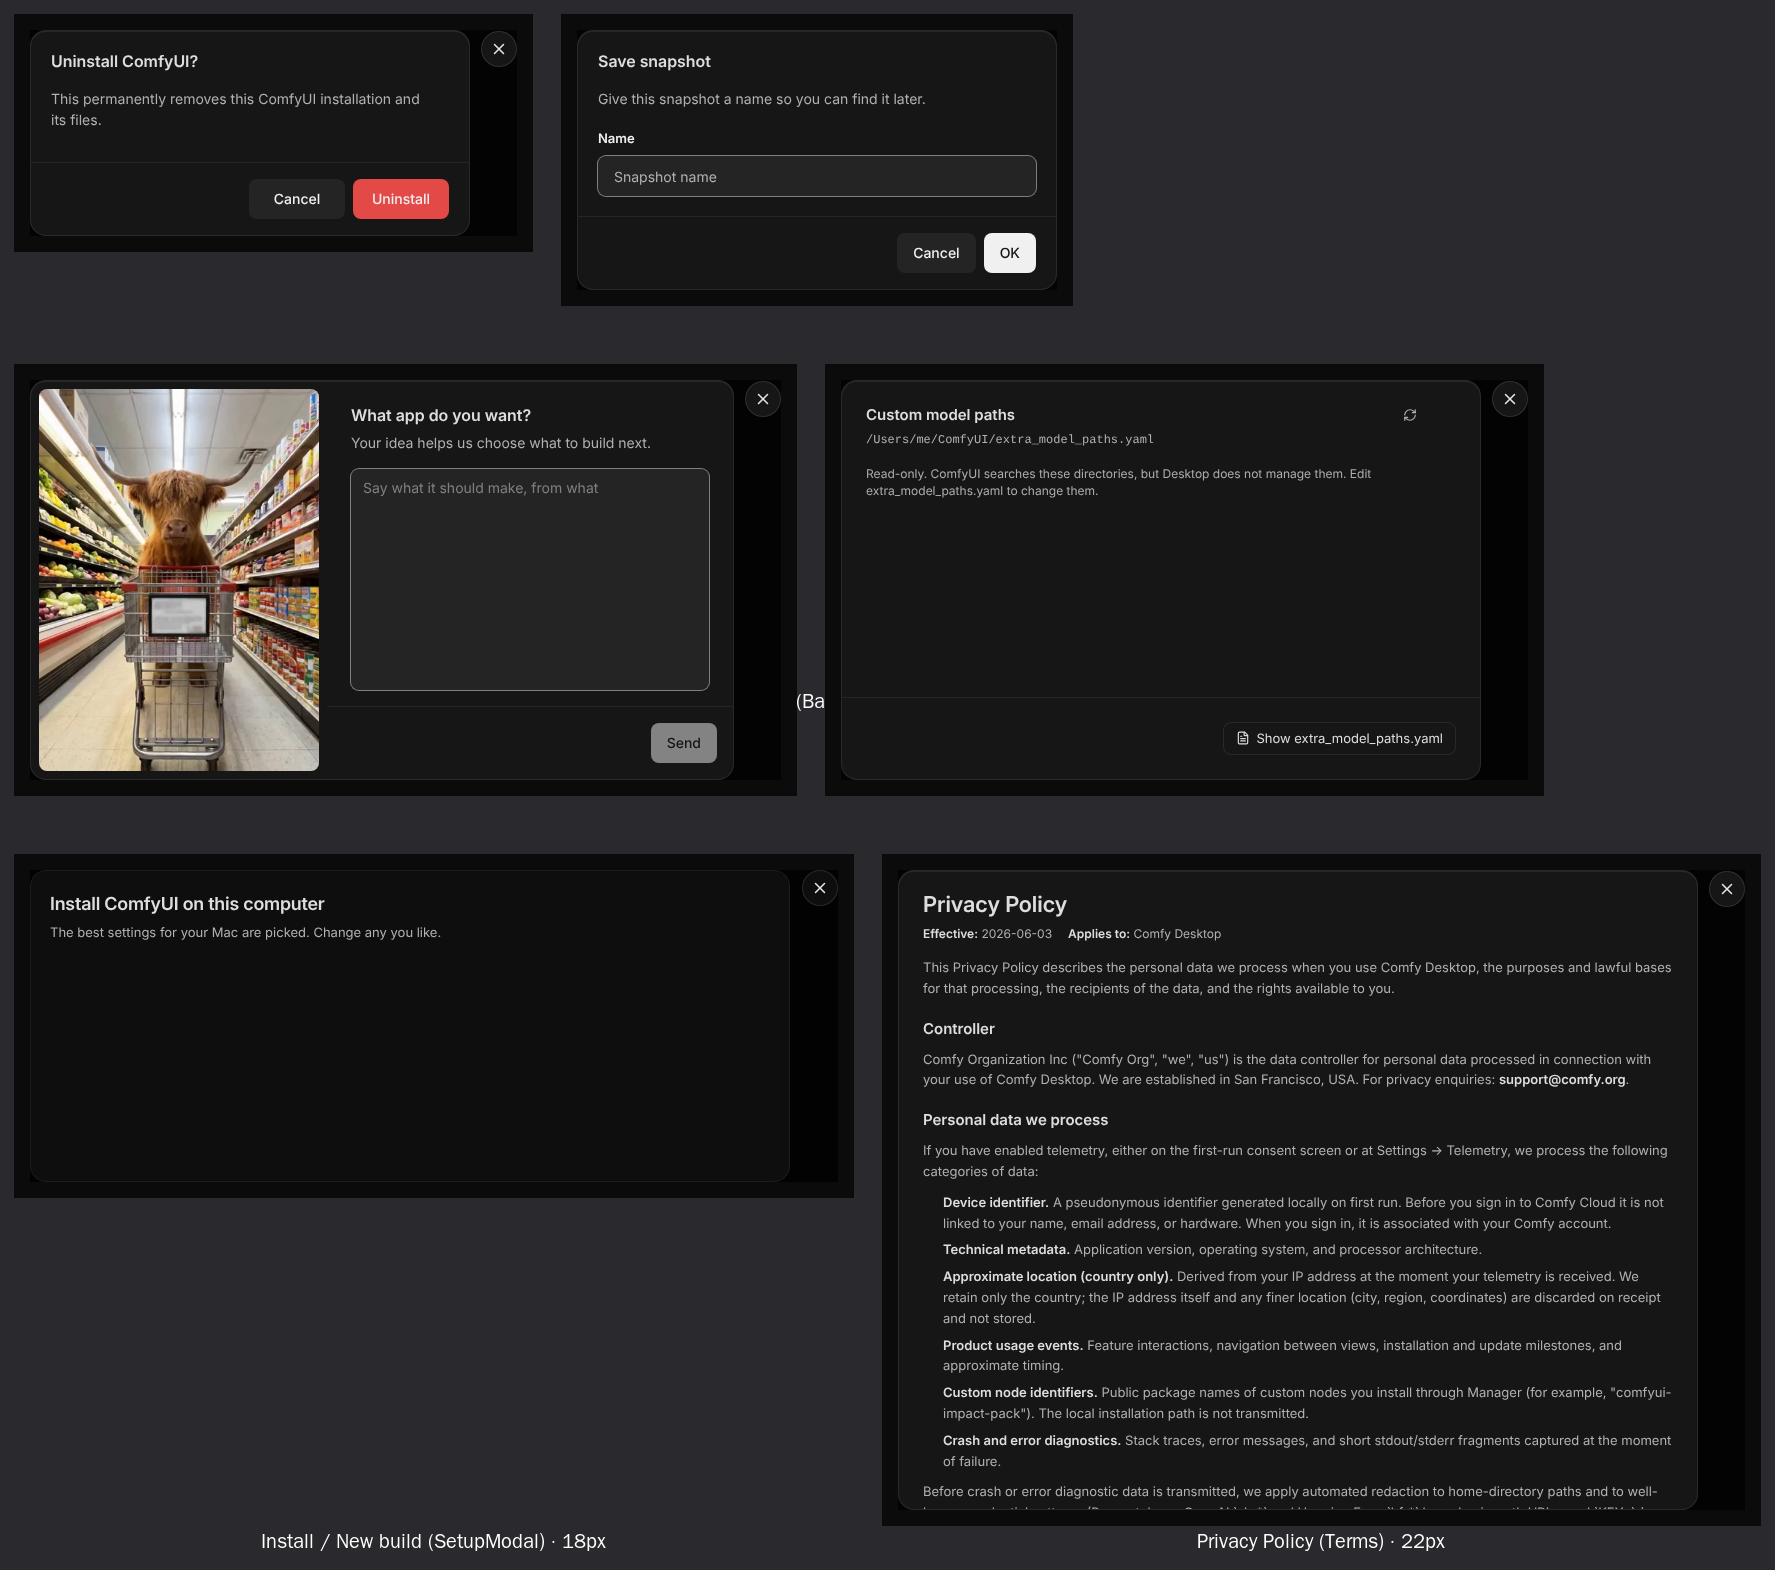 Uninstall ComfyUI?
This permanently removes this ComfyUI installation and
its files.
Cancel
Uninstall
Save snapshot
Give this snapshot a name so you can find it later.
Name
Snapshot name
Cancel
OK
What app do you want?
Your idea helps us choose what to build next.
Say what it should make, from what
Send
(Ba
Custom model paths
/Users/me/ComfyUI/extra_model_paths.yaml
Read-only. ComfyUI searches these directories, but Desktop does not manage them. Edit
extra_model_paths.yaml to change them.
Show extra_model_paths.yaml
Install ComfyUI on this computer
The best settings for your Mac are picked. Change any you like.
Install / New build (SetupModal) · 18px
Privacy Policy
Effective: 2026-06-03 Applies to: Comfy Desktop
This Privacy Policy describes the personal data we process when you use Comfy Desktop, the purposes and lawful bases
for that processing, the recipients of the data, and the rights available to you.
Controller
Comfy Organization Inc ("Comfy Org", "we", "us") is the data controller for personal data processed in connection with
your use of Comfy Desktop. We are established in San Francisco, USA. For privacy enquiries: support@comfy.org.
Personal data we process
If you have enabled telemetry, either on the first-run consent screen or at Settings → Telemetry, we process the following
categories of data:
Device identifier. A pseudonymous identifier generated locally on first run. Before you sign in to Comfy Cloud it is not
linked to your name, email address, or hardware. When you sign in, it is associated with your Comfy account.
Technical metadata. Application version, operating system, and processor architecture.
Approximate location (country only). Derived from your IP address at the moment your telemetry is received. We
retain only the country; the IP address itself and any finer location (city, region, coordinates) are discarded on receipt
and not stored.
Product usage events. Feature interactions, navigation between views, installation and update milestones, and
approximate timing.
Custom node identifiers. Public package names of custom nodes you install through Manager (for example, "comfyui-
impact-pack"). The local installation path is not transmitted.
Crash and error diagnostics. Stack traces, error messages, and short stdout/stderr fragments captured at the moment
of failure.
Before crash or error diagnostic data is transmitted, we apply automated redaction to home-directory paths and to well-
Privacy Policy (Terms) · 22px